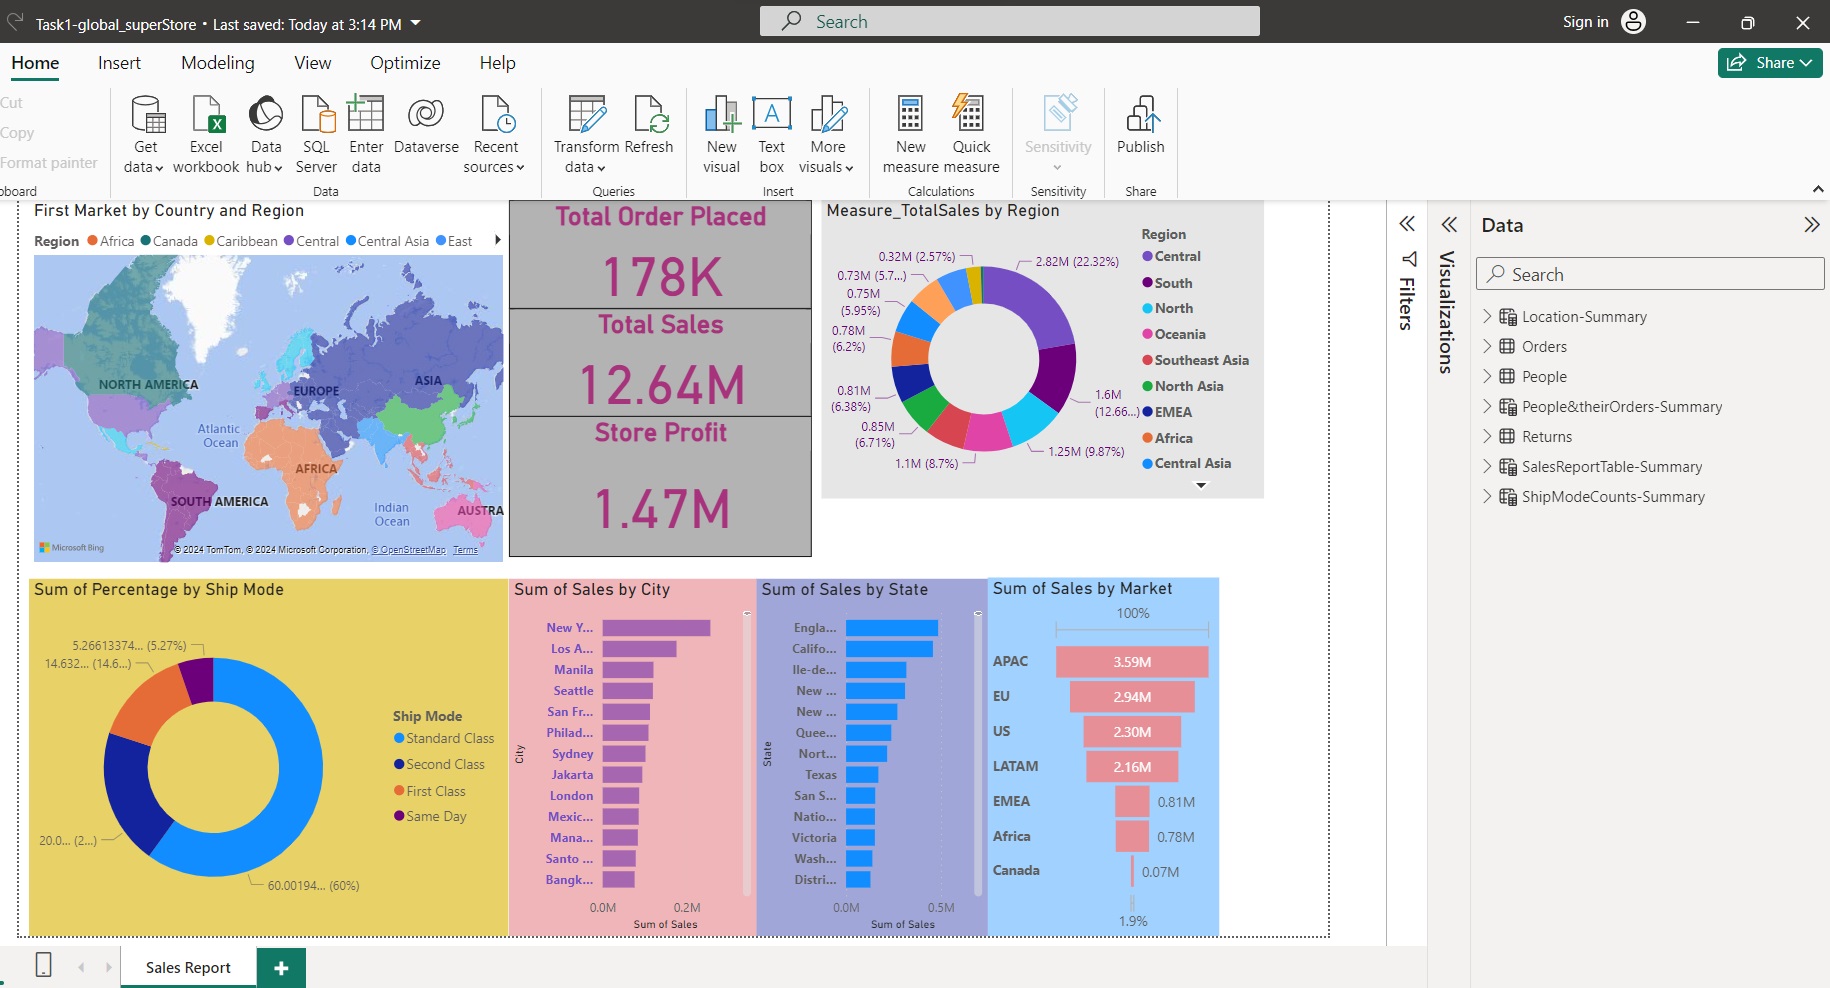 Task1-global_superStore • Last saved: Today at 3:14 PM
Search
Sign in
Home Insert Modeling View Optimize Help
Share
Cut
Copy
Format painter
board
Get data
Excel workbook
Data hub
SQL Server
Enter data
Dataverse
Recent sources
Data
Transform data
Refresh
Queries
New visual
Text box
More visuals
Insert
New measure
Quick measure
Calculations
Sensitivity
Sensitivity
Publish
Share
First Market by Country and Region
Region Africa Canada Caribbean Central Central Asia East
NORTH AMERICA
EUROPE
ASIA
Atlantic
Ocean
AFRICA
SOUTH AMERICA
Indian
Ocean
AUSTRA
Microsoft Bing
© 2024 TomTom, © 2024 Microsoft Corporation, © OpenStreetMap Terms
Total Order Placed
178K
Total Sales
12.64M
Store Profit
1.47M
Measure_TotalSales by Region
0.32M (2.57%)
0.73M (5.7...)
0.75M
(5.95%)
0.78M
(6.2%)
0.81M
(6.38%)
0.85M
(6.71%)
1.1M (8.7%)
2.82M (22.32%)
1.6M
(12.66...)
1.25M (9.87%)
Region
Central
South
North
Oceania
Southeast Asia
North Asia
EMEA
Africa
Central Asia
Filters
Visualizations
Data
Search
Location-Summary
Orders
People
People&theirOrders-Summary
Returns
SalesReportTable-Summary
ShipModeCounts-Summary
Sum of Percentage by Ship Mode
5.26613374... (5.27%)
14.632... (14.6...)
20.0... (2...)
60.00194... (60%)
Ship Mode
Standard Class
Second Class
First Class
Same Day
Sum of Sales by City
City
New Y...
Los A...
Manila
Seattle
San Fr...
Philad...
Sydney
Jakarta
London
Mexic...
Mana...
Santo ...
Bangk...
0.0M 0.2M
Sum of Sales
Sum of Sales by State
State
Engla...
Califo...
Ile-de...
New ...
New ...
Quee...
Nort...
Texas
San S...
Natio...
Victoria
Wash...
Distri...
0.0M 0.5M
Sum of Sales
Sum of Sales by Market
100%
APAC 3.59M
EU 2.94M
US 2.30M
LATAM 2.16M
EMEA 0.81M
Africa 0.78M
Canada 0.07M
1.9%
Sales Report